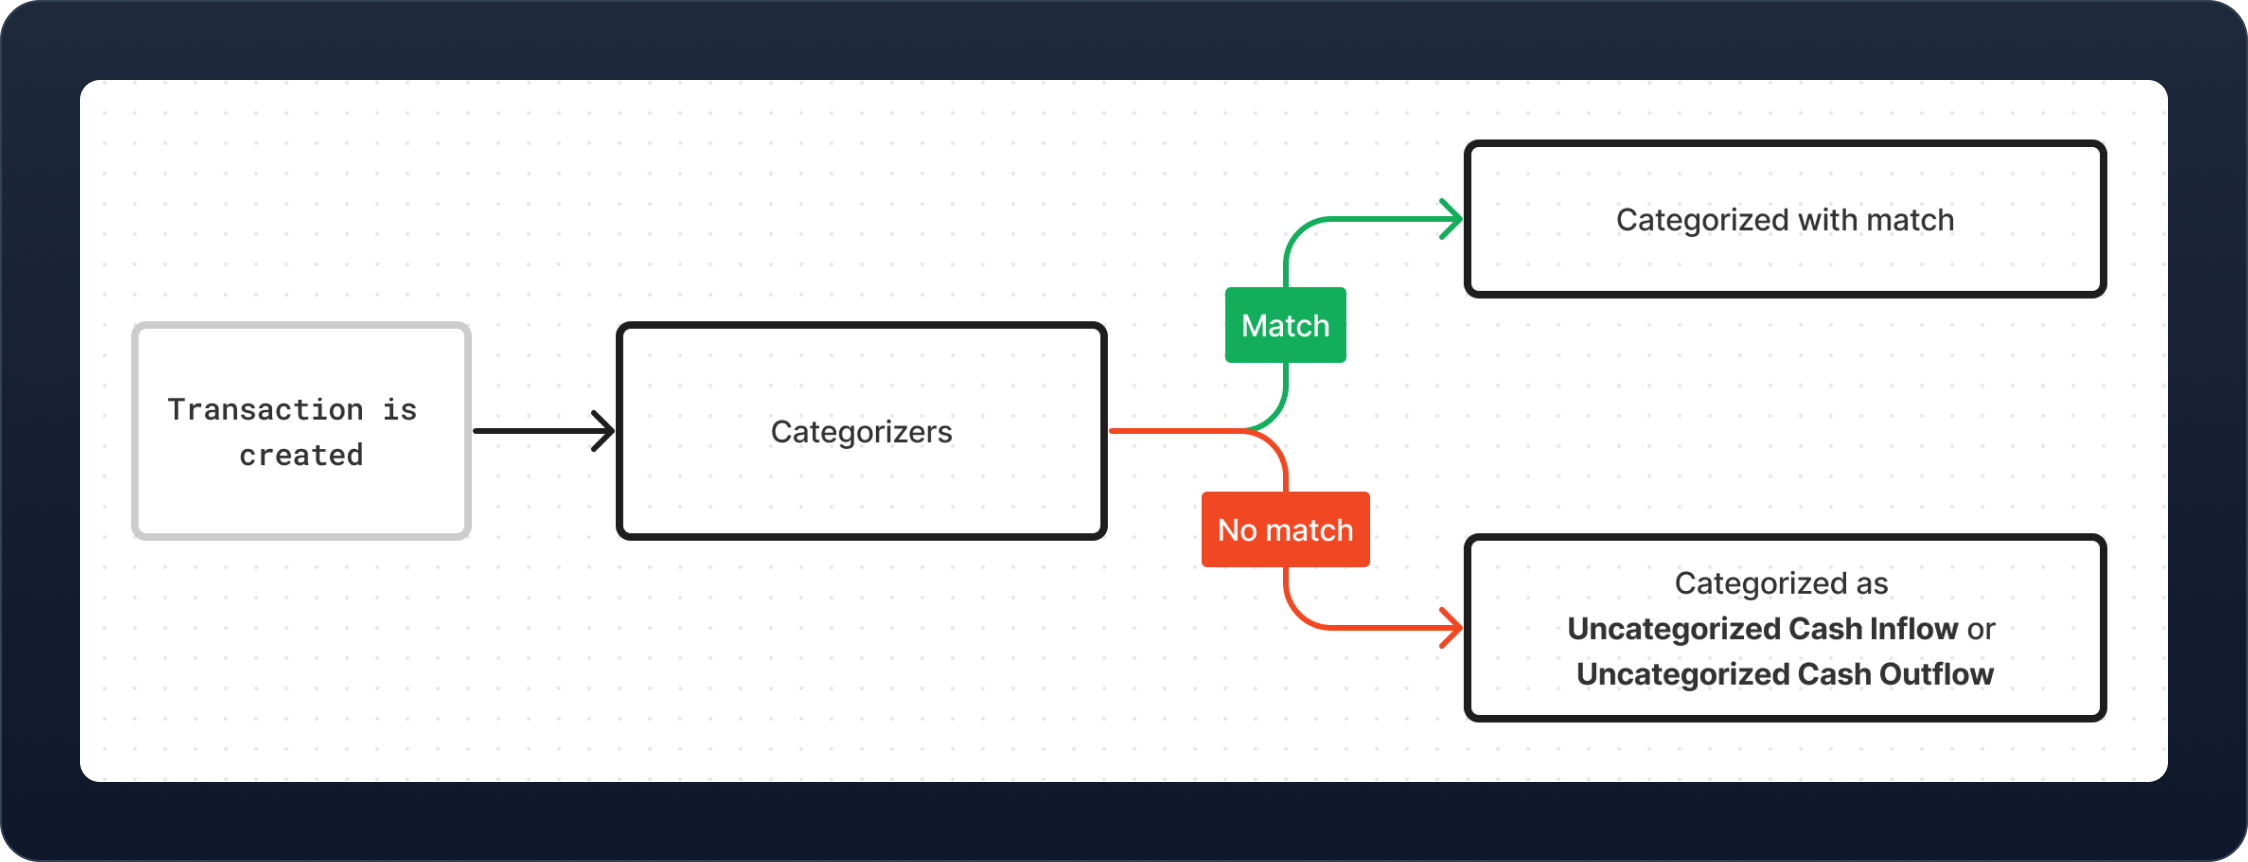 Transaction is
created
Categorizers
Match
Categorized with match
No match
Categorized as
Uncategorized Cash Inflow or
Uncategorized Cash Outflow